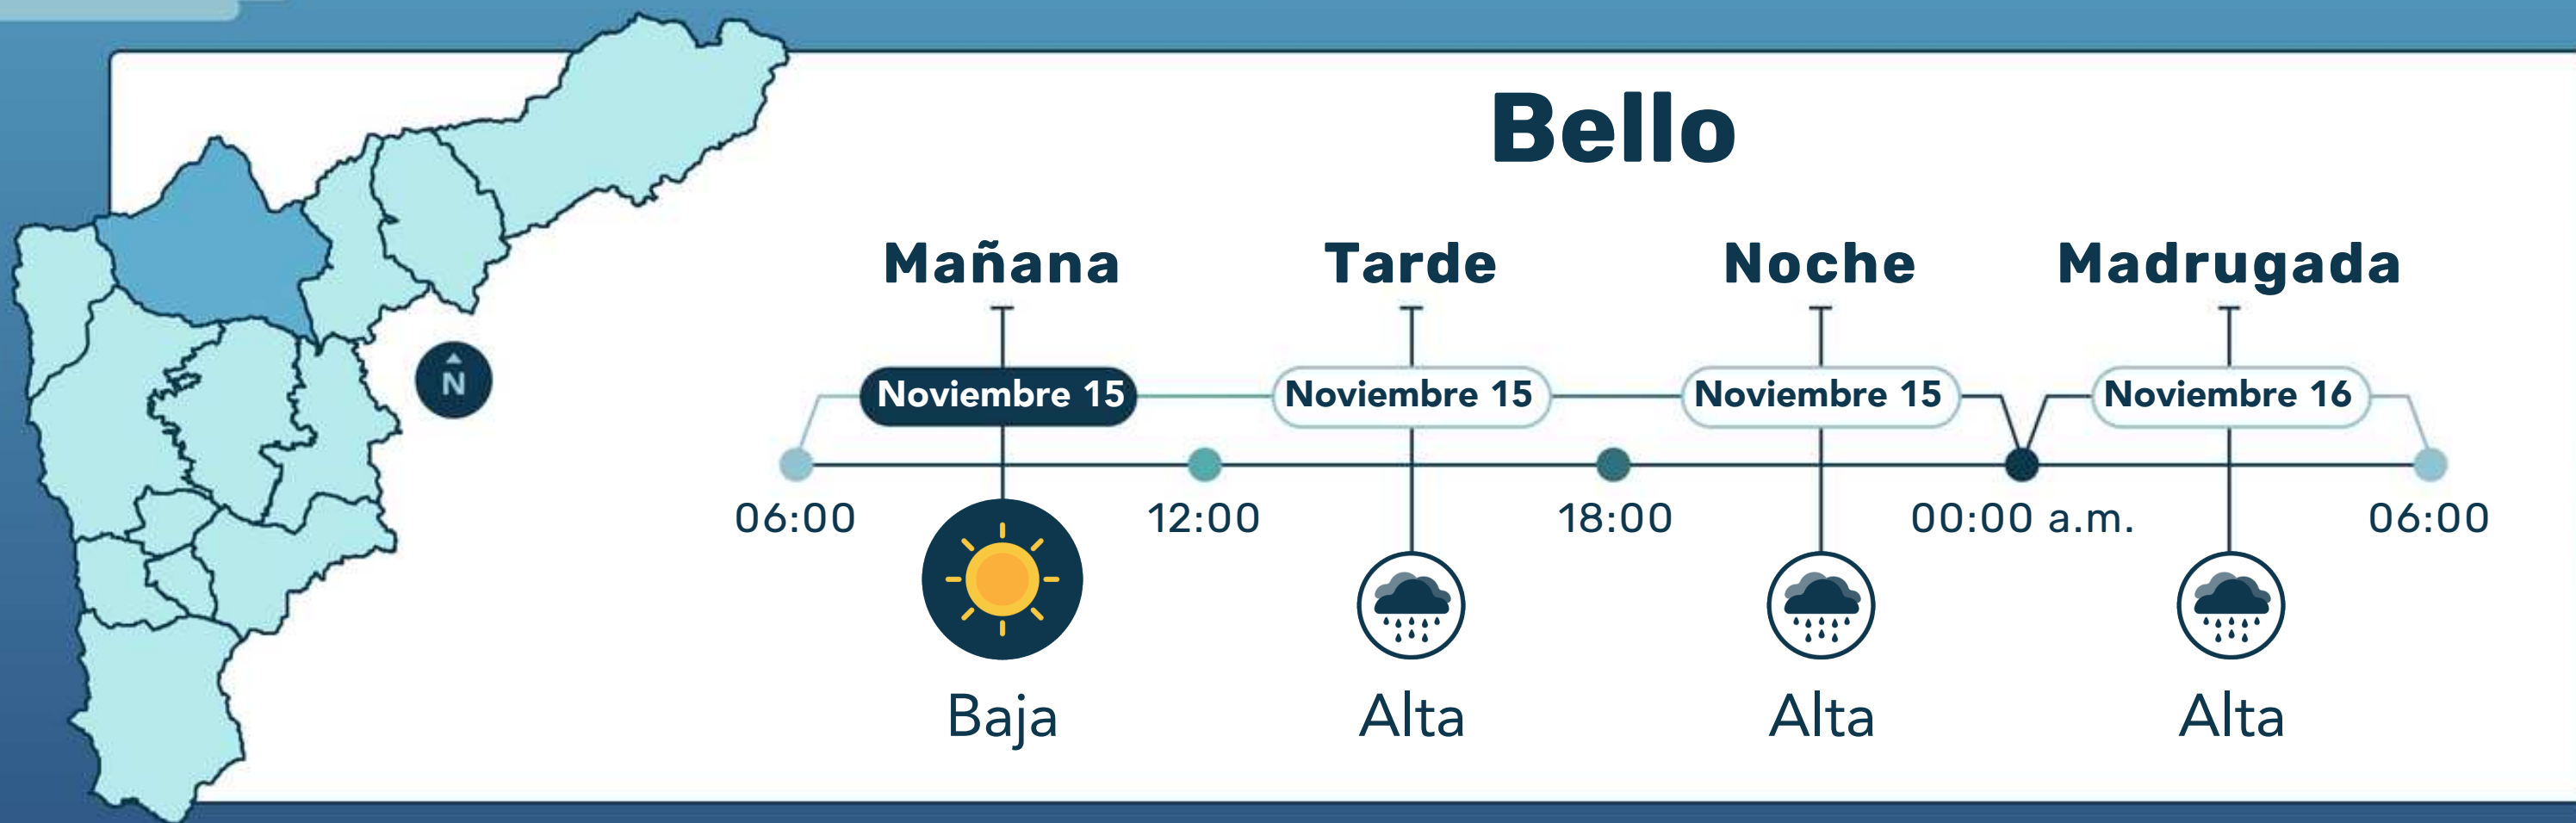 Bello
Mañana Tarde Noche Madrugada
N
Noviembre 15 Noviembre 15 Noviembre 15 Noviembre 16
06:00 12:00 18:00 00:00 a.m. 06:00
Baja Alta Alta Alta